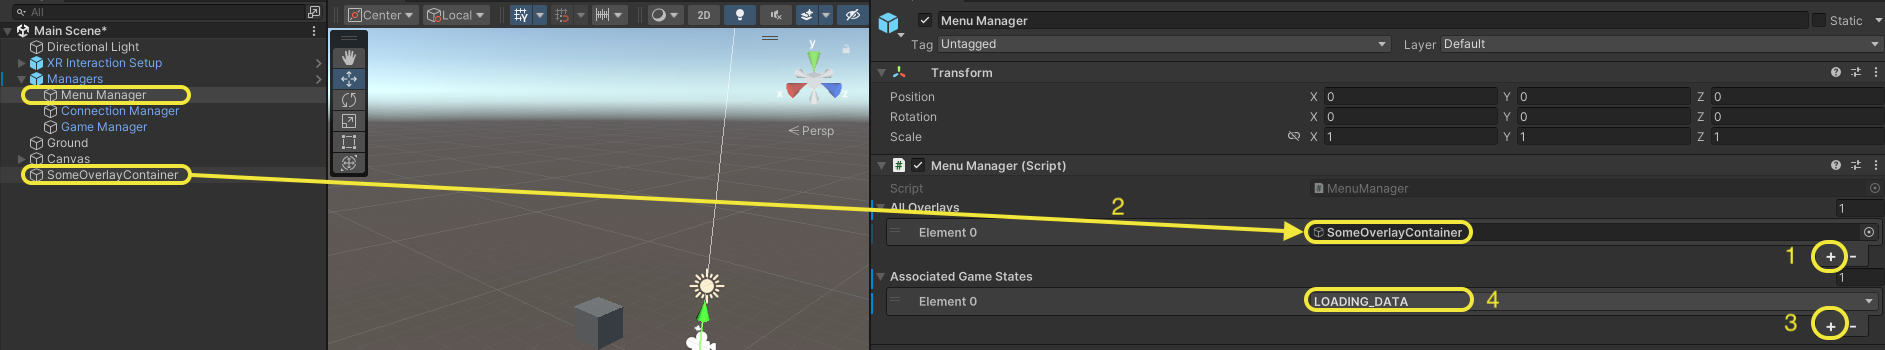 All
Main Scene*
Directional Light
XR Interaction Setup
Managers
Menu Manager
Connection Manager
Game Manager
Ground
Canvas
SomeOverlayContainer
Center
Local
2D
y
x
z
Persp
2
Menu Manager
Static
Tag Untagged
Layer Default
Transform
Position X 0 Y 0 Z 0
Rotation X 0 Y 0 Z 0
Scale X 1 Y 1 Z 1
# Menu Manager (Script)
Script MenuManager
All Overlays 1
Element 0 SomeOverlayContainer
1 + -
Associated Game States 1
Element 0 LOADING_DATA 4
3 + -